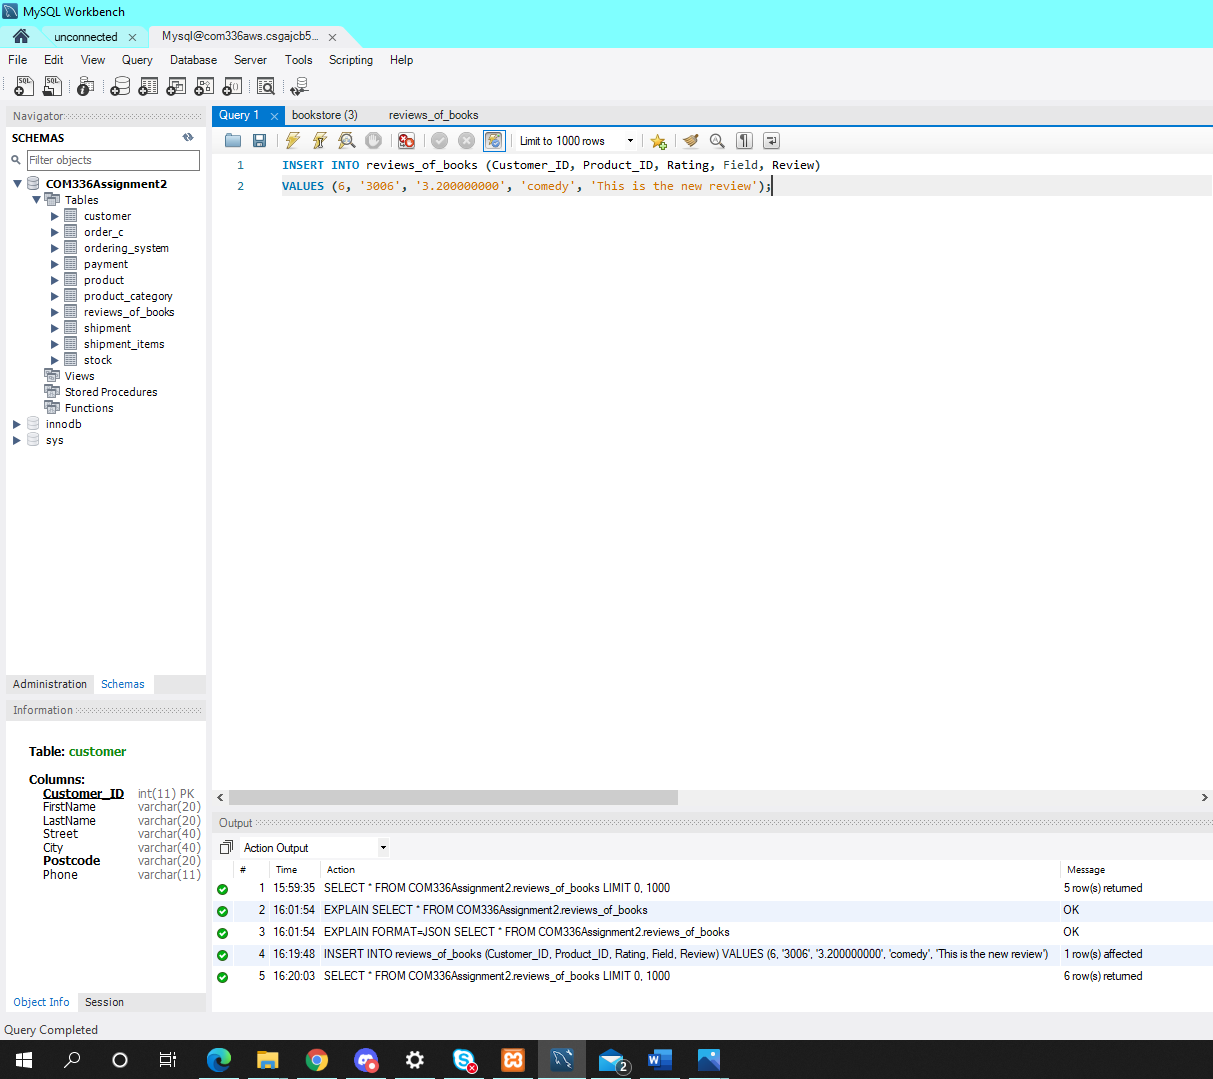 MySQL Workbench
unconnected
Mysql@com336aws.csgajcb5...
File Edit View Query Database Server Tools Scripting Help
Navigator
SCHEMAS
Filter objects
COM336Assignment2
Tables
customer
order_c
ordering_system
payment
product
product_category
reviews_of_books
shipment
shipment_items
stock
Views
Stored Procedures
Functions
innodb
sys
Administration Schemas
Information
Table: customer
Columns:
Customer_ID int(11) PK
FirstName varchar(20)
LastName varchar(20)
Street varchar(40)
City varchar(40)
Postcode varchar(20)
Phone varchar(11)
Object Info Session
Query 1 bookstore (3) reviews_of_books
Limit to 1000 rows
1 INSERT INTO reviews_of_books (Customer_ID, Product_ID, Rating, Field, Review)
2 VALUES (6, '3006', '3.200000000', 'comedy', 'This is the new review');
Output
Action Output
# Time Action Message
1 15:59:35 SELECT * FROM COM336Assignment2.reviews_of_books LIMIT 0, 1000 5 row(s) returned
2 16:01:54 EXPLAIN SELECT * FROM COM336Assignment2.reviews_of_books OK
3 16:01:54 EXPLAIN FORMAT=JSON SELECT * FROM COM336Assignment2.reviews_of_books OK
4 16:19:48 INSERT INTO reviews_of_books (Customer_ID, Product_ID, Rating, Field, Review) VALUES (6, '3006', '3.200000000', 'comedy', 'This is the new review') 1 row(s) affected
5 16:20:03 SELECT * FROM COM336Assignment2.reviews_of_books LIMIT 0, 1000 6 row(s) returned
Query Completed
2